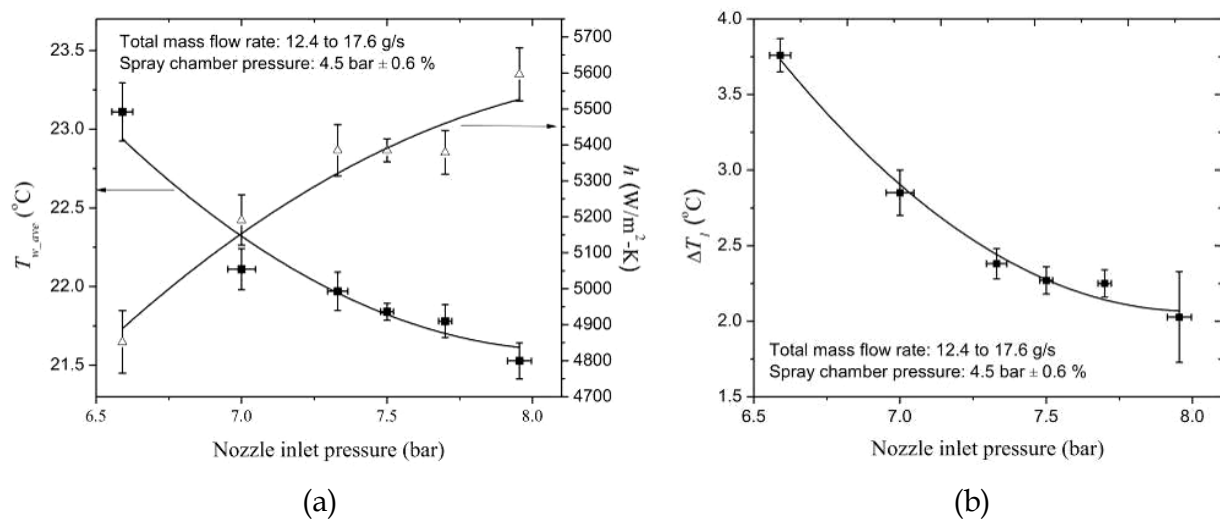 Total mass flow rate: 12.4 to 17.6 g/s
Spray chamber pressure: 4.5 bar ± 0.6 %
23.5
23.0
22.5
22.0
21.5
T_w_ave (°C)
5700
5600
5500
5400
5300
5200
5100
5000
4900
4800
4700
h (W/m²-K)
6.5 7.0 7.5 8.0
Nozzle inlet pressure (bar)
(a)
4.0
3.5
3.0
2.5
2.0
1.5
ΔT_l (°C)
Total mass flow rate: 12.4 to 17.6 g/s
Spray chamber pressure: 4.5 bar ± 0.6 %
6.5 7.0 7.5 8.0
Nozzle inlet pressure (bar)
(b)